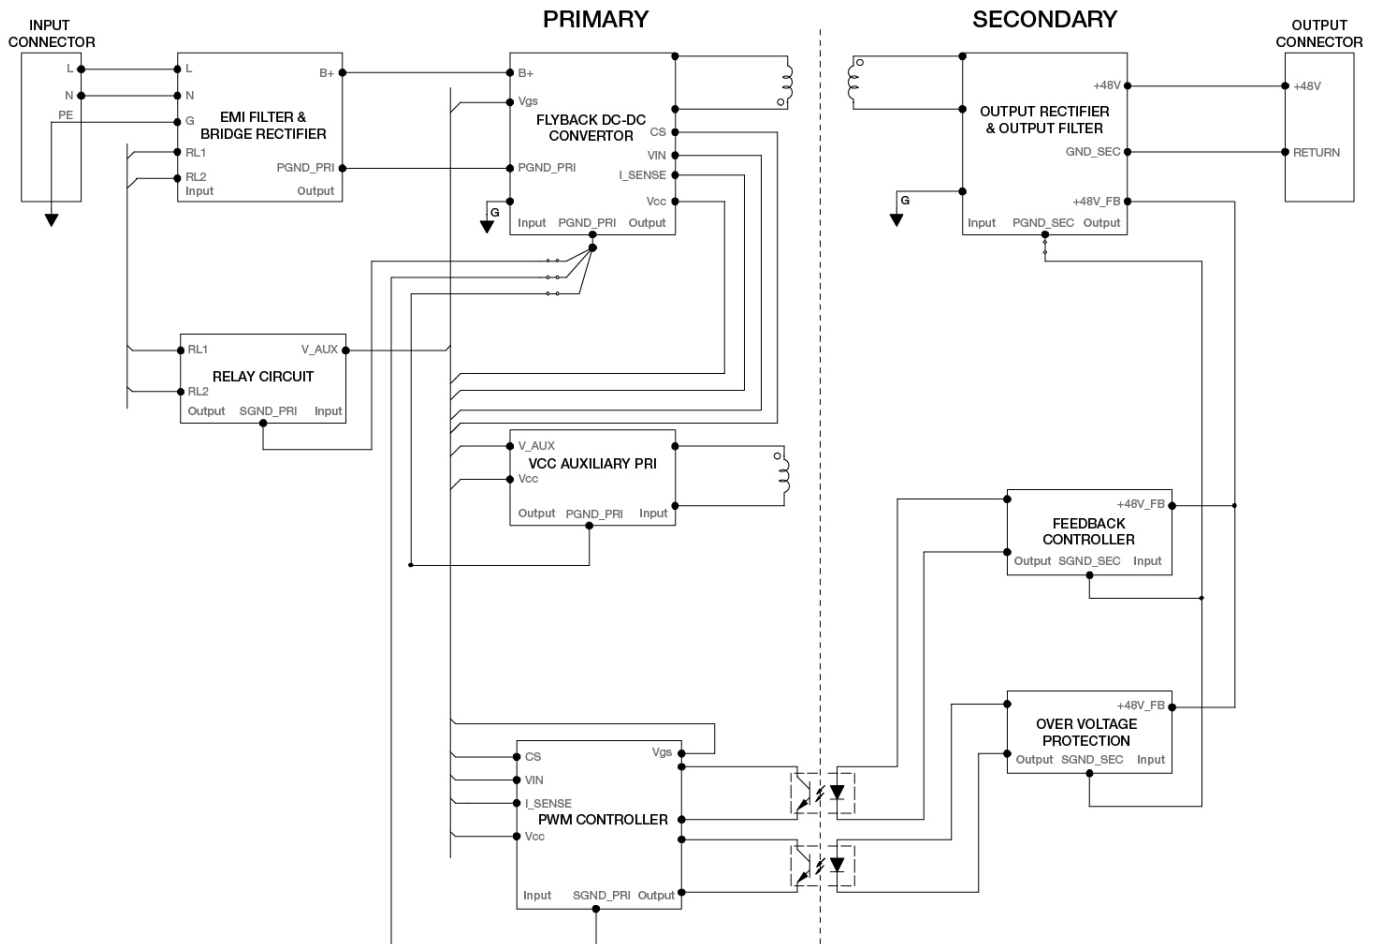 PRIMARY
SECONDARY
INPUT
CONNECTOR
L
N
PE
L
N
G
RL1
RL2
Input
EMI FILTER &
BRIDGE RECTIFIER
B+
PGND_PRI
Output
B+
Vgs
PGND_PRI
G
FLYBACK DC-DC
CONVERTOR
CS
VIN
I_SENSE
Vcc
Input
PGND_PRI
Output
OUTPUT RECTIFIER
& OUTPUT FILTER
+48V
GND_SEC
+48V_FB
G
Input
PGND_SEC
Output
OUTPUT
CONNECTOR
+48V
RETURN
RL1
RL2
V_AUX
RELAY CIRCUIT
Output
SGND_PRI
Input
V_AUX
Vcc
VCC AUXILIARY PRI
Output
PGND_PRI
Input
+48V_FB
FEEDBACK
CONTROLLER
Output
SGND_SEC
Input
+48V_FB
OVER VOLTAGE
PROTECTION
Output
SGND_SEC
Input
Vgs
CS
VIN
I_SENSE
PWM CONTROLLER
Vcc
Input
SGND_PRI
Output